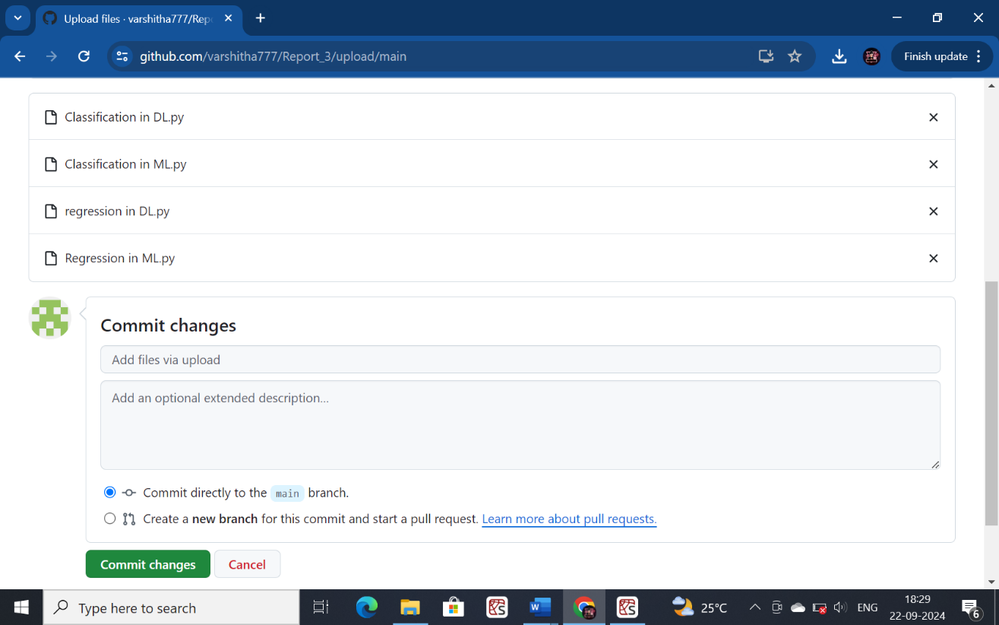 Upload files · varshitha777/Rep
github.com/varshitha777/Report_3/upload/main
Finish update
Classification in DL.py
Classification in ML.py
regression in DL.py
Regression in ML.py
Commit changes
Add files via upload
Add an optional extended description...
Commit directly to the main branch.
Create a new branch for this commit and start a pull request. Learn more about pull requests.
Commit changes Cancel
Type here to search
25°C
ENG
18:29
22-09-2024
6